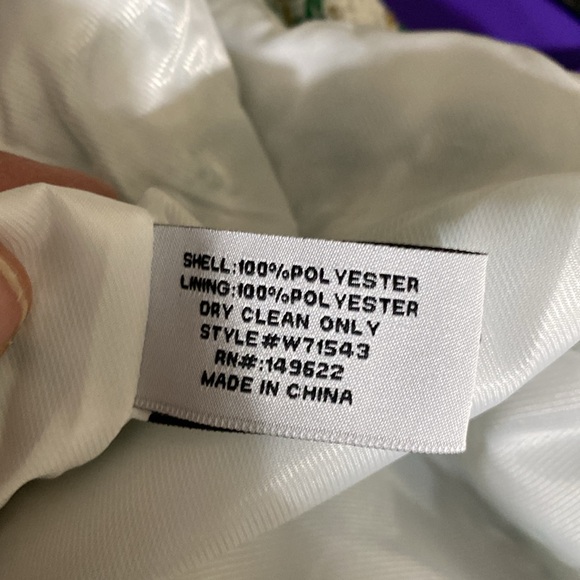 SHELL:100%POLYESTER
LINING:100%POLYESTER
DRY CLEAN ONLY
STYLE#W71543
RN#:149622
MADE IN CHINA